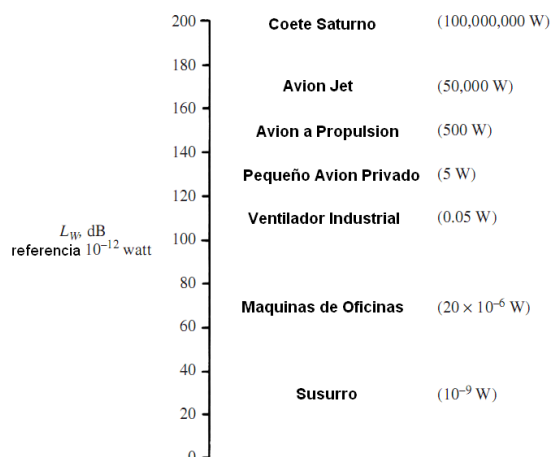 200
Coete Saturno (100,000,000 W)
180
Avion Jet (50,000 W)
160
Avion a Propulsion (500 W)
140
Pequeño Avion Privado (5 W)
120
Ventilador Industrial (0.05 W)
L_W, dB
referencia 10⁻¹² watt
100
80
Maquinas de Oficinas (20 × 10⁻⁶ W)
60
40
Susurro (10⁻⁹ W)
20
0